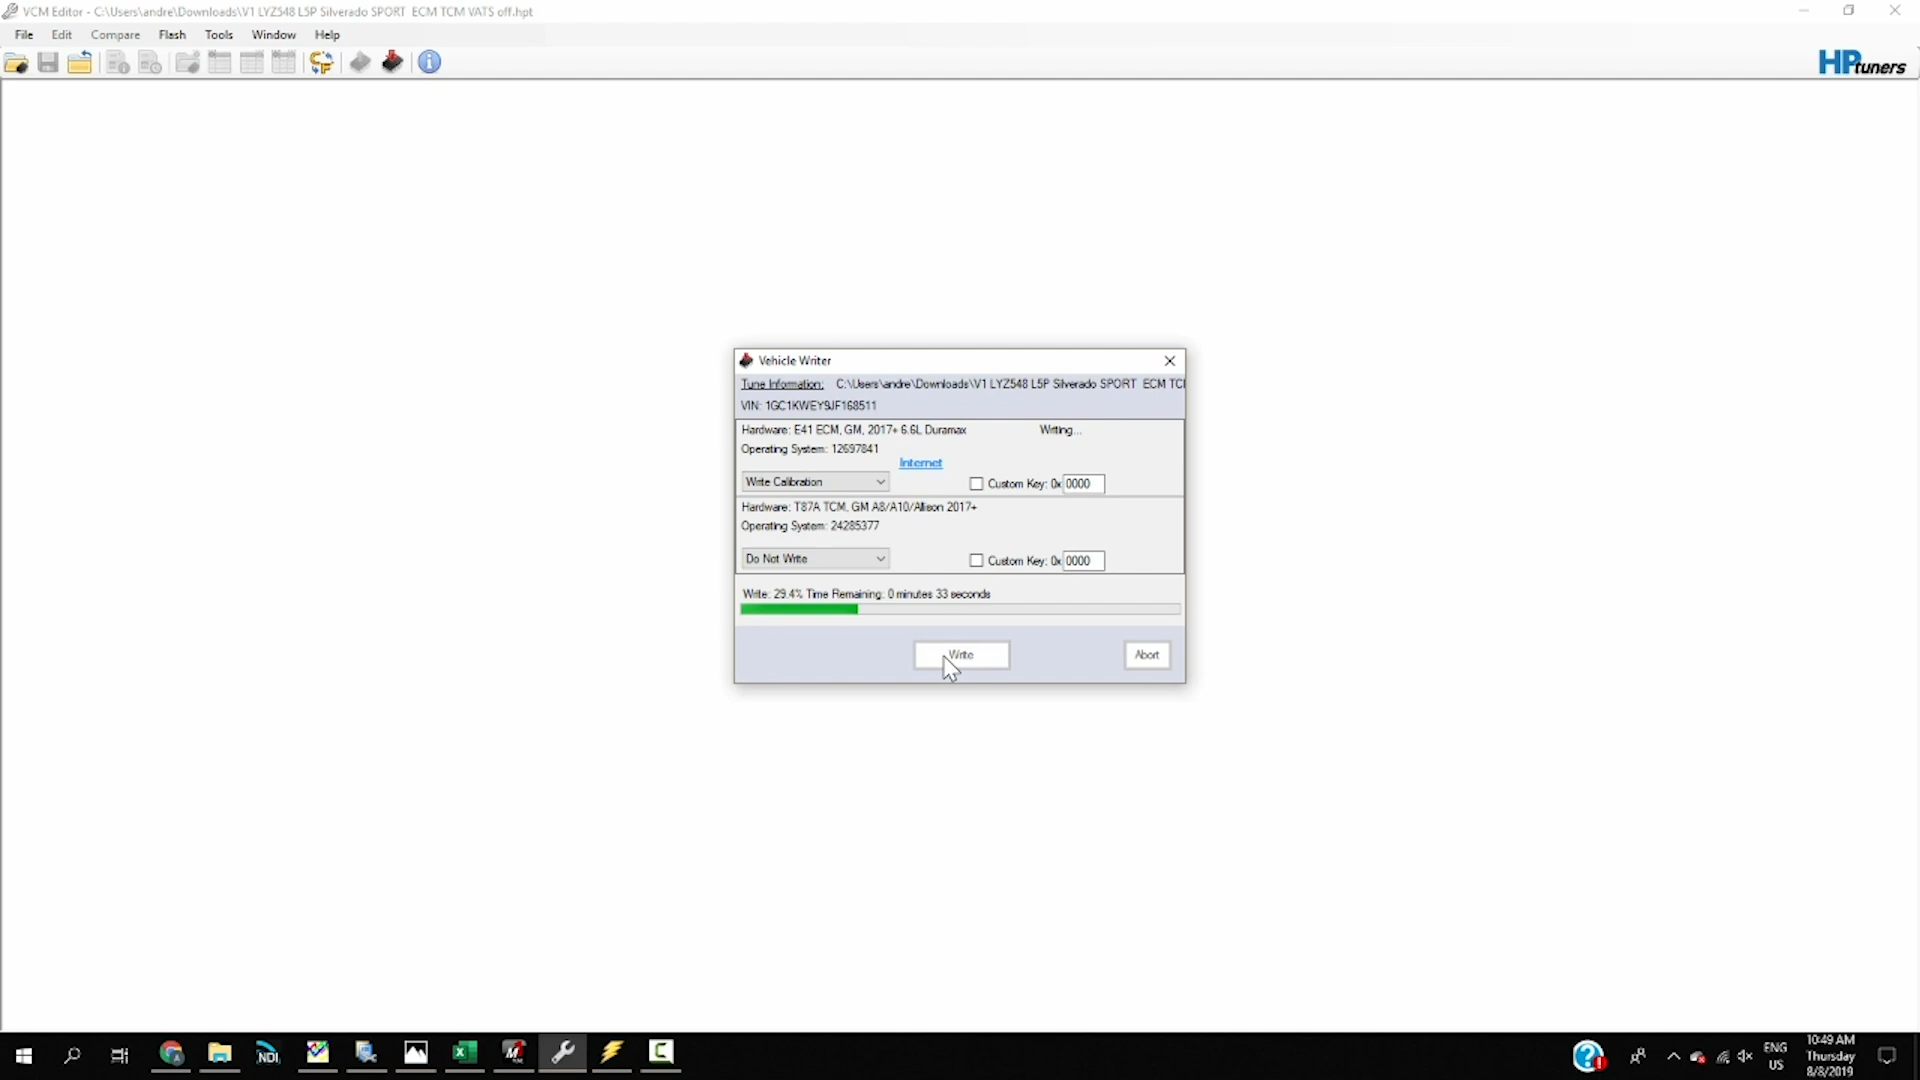 VCM Editor - C:\Users\andre\Downloads\V1 LYZ548 L5P Silverado SPORT  ECM TCM VATS off.hpt
File Edit Compare Flash Tools Window Help
HPtuners
Vehicle Writer
Tune Information: C:\Users\andre\Downloads\V1 LYZ548 L5P Silverado SPORT  ECM TCM
VIN: 1GC1KWEY9JF168511
Hardware: E41 ECM, GM, 2017+ 6.6L Duramax Writing...
Operating System: 12697841
Internet
Write Calibration Custom Key: 0x 0000
Hardware: T87A TCM, GM A8/A10/Allison 2017+
Operating System: 24285377
Do Not Write Custom Key: 0x 0000
Write: 29.4% Time Remaining: 0 minutes 33 seconds
Write Abort
NDI
10:49 AM
ENG
US
Thursday
8/8/2019